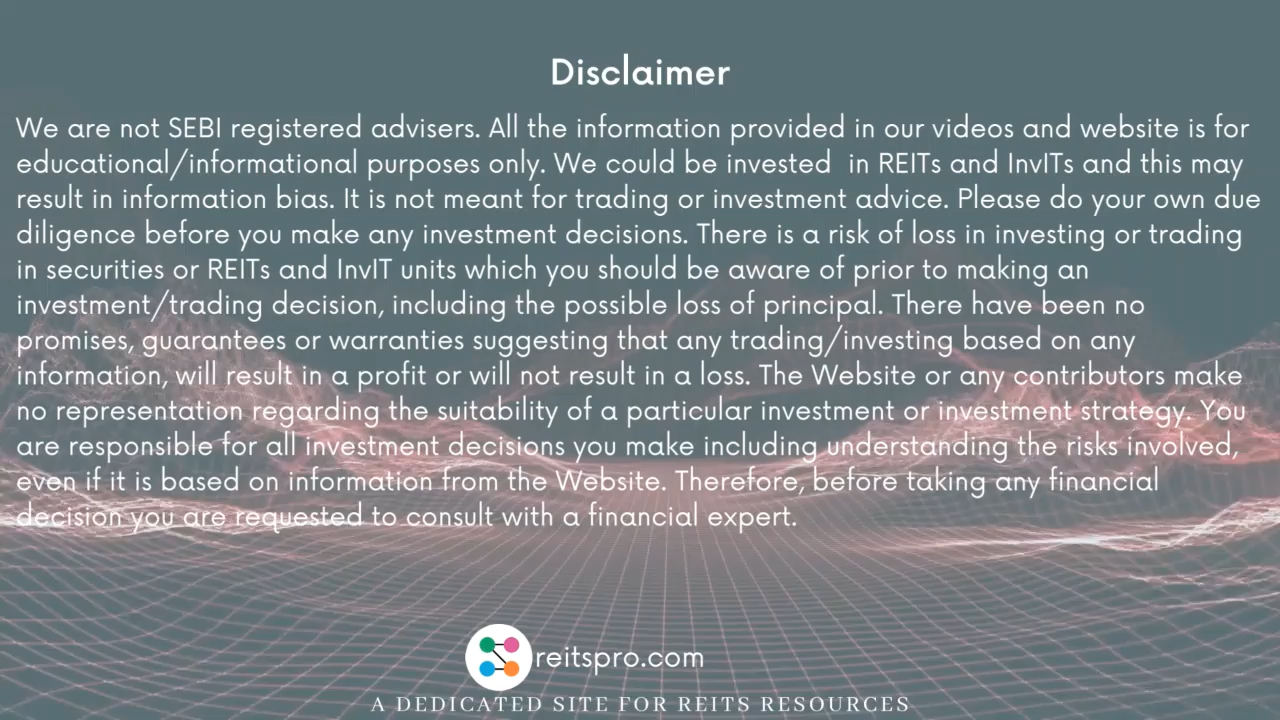 Disclaimer
We are not SEBI registered advisers. All the information provided in our videos and website is for
educational/informational purposes only. We could be invested  in REITs and InvITs and this may
result in information bias. It is not meant for trading or investment advice. Please do your own due
diligence before you make any investment decisions. There is a risk of loss in investing or trading
in securities or REITs and InvIT units which you should be aware of prior to making an
investment/trading decision, including the possible loss of principal. There have been no
promises, guarantees or warranties suggesting that any trading/investing based on any
information, will result in a profit or will not result in a loss. The Website or any contributors make
no representation regarding the suitability of a particular investment or investment strategy. You
are responsible for all investment decisions you make including understanding the risks involved,
even if it is based on information from the Website. Therefore, before taking any financial
decision you are requested to consult with a financial expert.
reitspro.com
A DEDICATED SITE FOR REITS RESOURCES